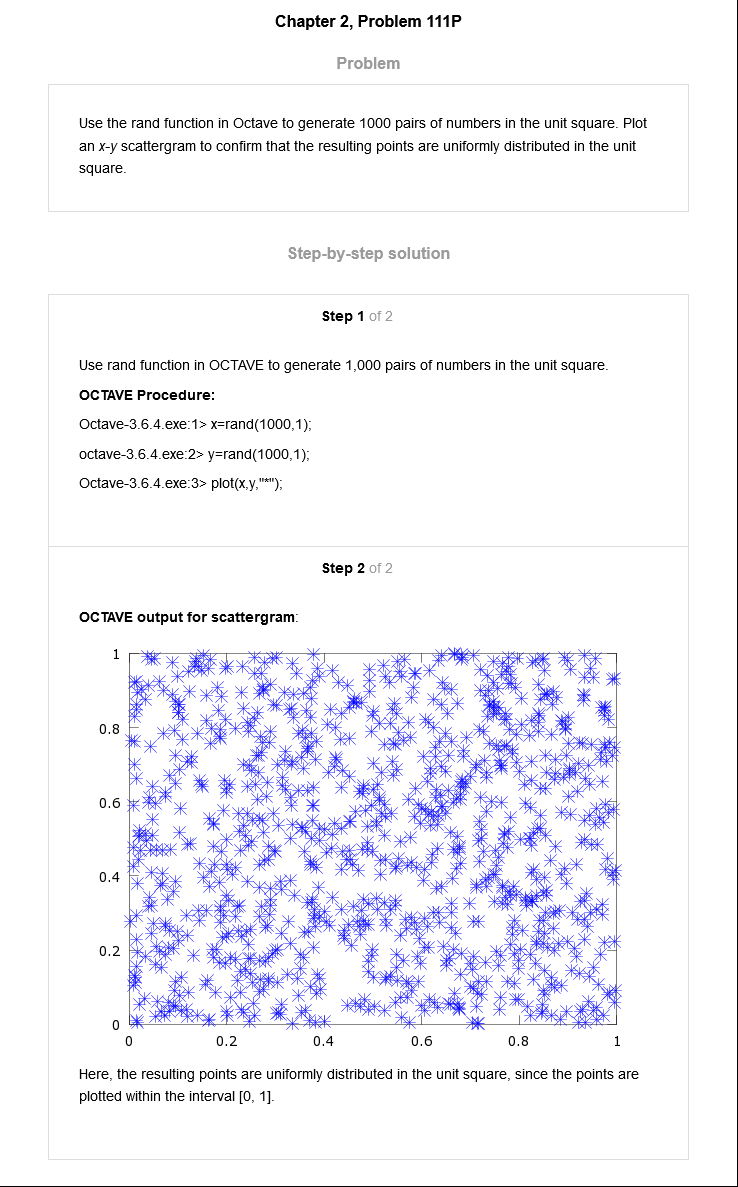 Chapter 2, Problem 111P
Problem
Use the rand function in Octave to generate 1000 pairs of numbers in the unit square. Plot
an x-y scattergram to confirm that the resulting points are uniformly distributed in the unit
square.
Step-by-step solution
Step 1 of 2
Use rand function in OCTAVE to generate 1,000 pairs of numbers in the unit square.
OCTAVE Procedure:
Octave-3.6.4.exe:1> x=rand(1000,1);
octave-3.6.4.exe:2> y=rand(1000,1);
Octave-3.6.4.exe:3> plot(x,y,"*");
Step 2 of 2
OCTAVE output for scattergram:
1
0.8
0.6
0.4
0.2
0
0 0.2 0.4 0.6 0.8 1
Here, the resulting points are uniformly distributed in the unit square, since the points are
plotted within the interval [0, 1].